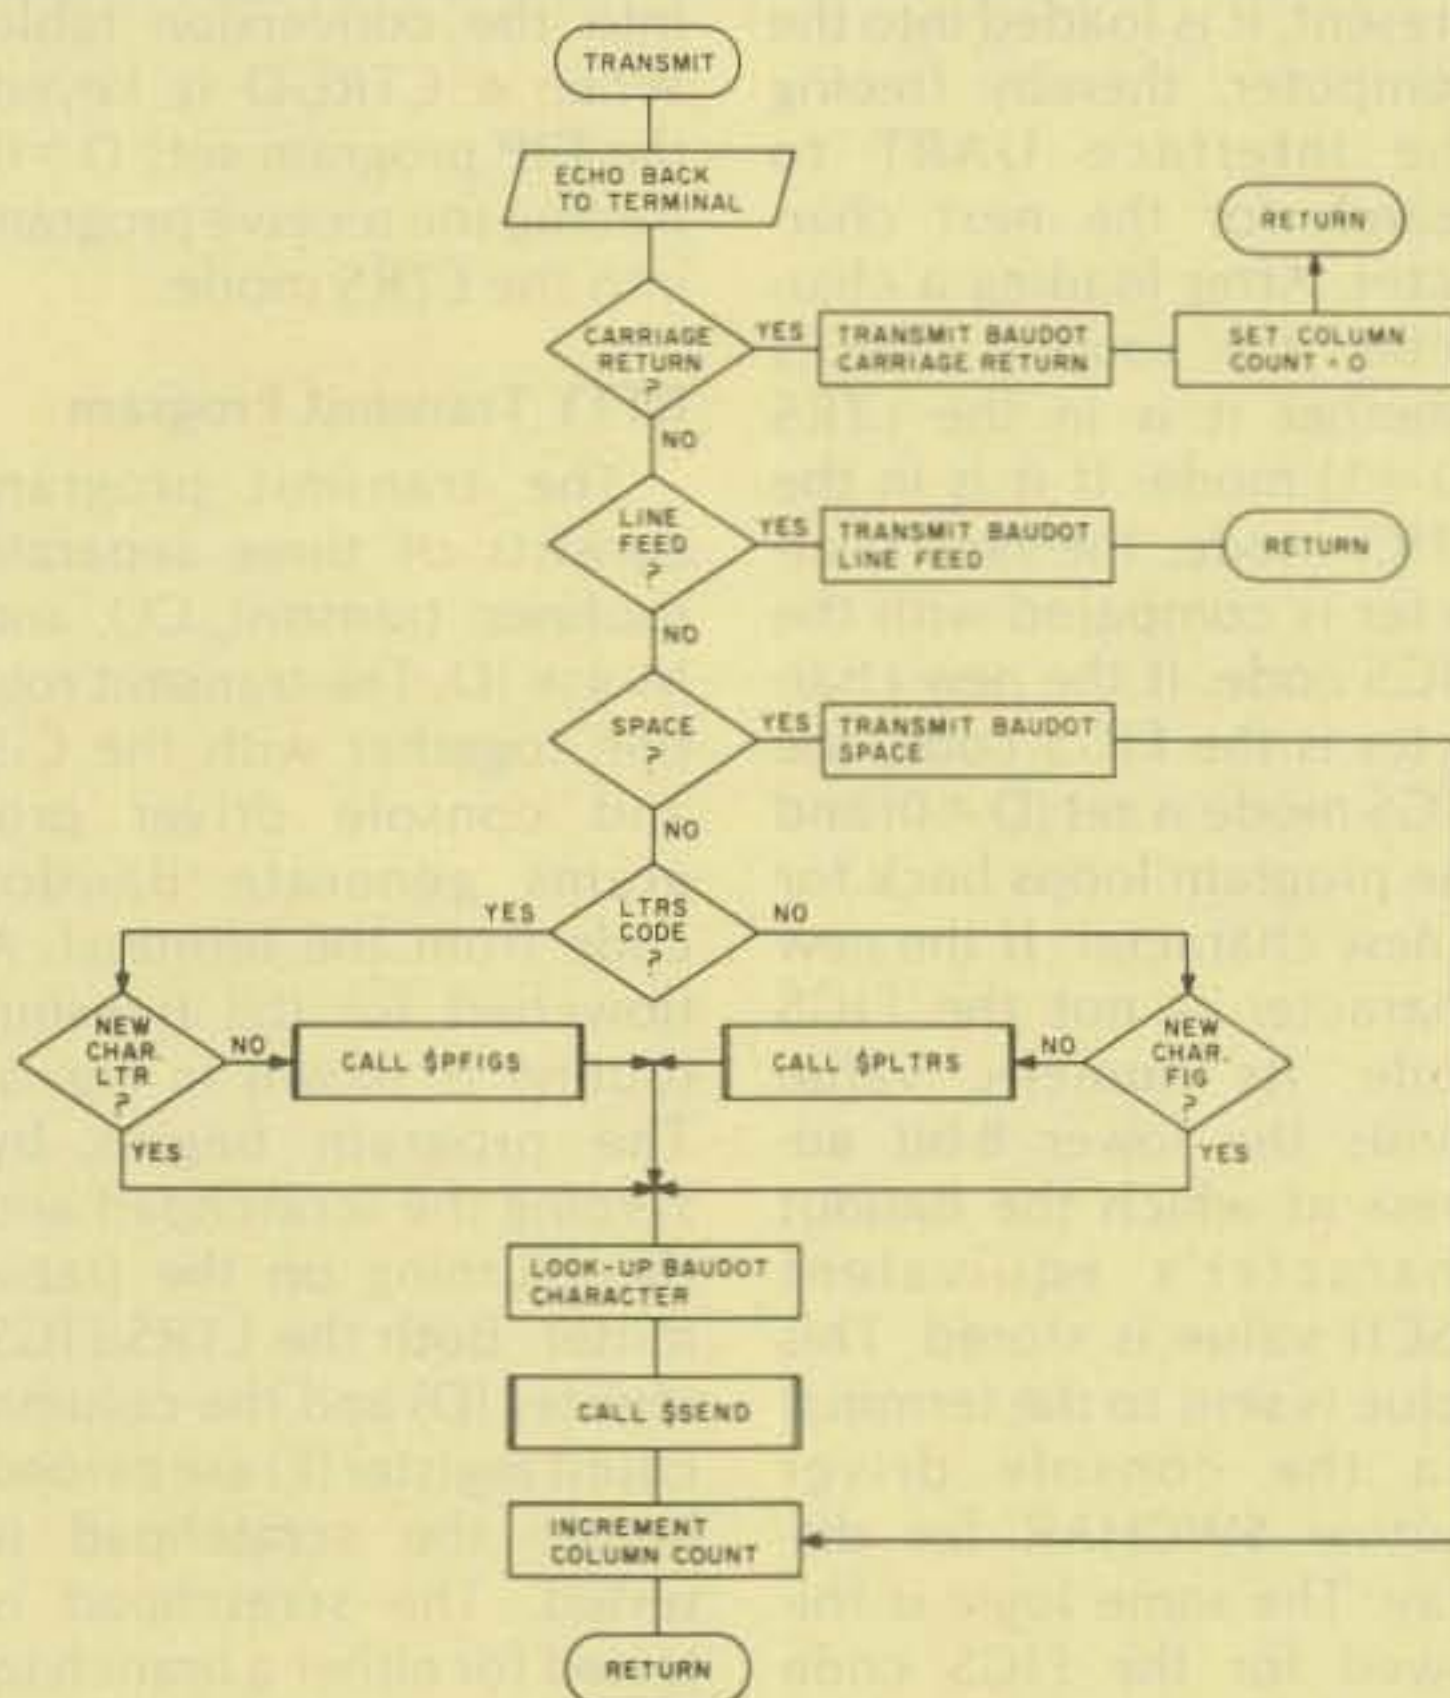 TRANSMIT
ECHO BACK
TO TERMINAL
RETURN
CARRIAGE
RETURN
?
YES
TRANSMIT BAUDOT
CARRIAGE RETURN
SET COLUMN
COUNT = 0
NO
LINE
FEED
?
YES
TRANSMIT BAUDOT
LINE FEED
RETURN
NO
SPACE
?
YES
TRANSMIT BAUDOT
SPACE
NO
YES
LTRS
CODE
?
NO
NEW
CHAR.
LTR
?
NO
CALL $PFIGS
CALL $PLTRS
NO
NEW
CHAR.
FIG
?
YES
YES
LOOK-UP BAUDOT
CHARACTER
CALL $SEND
INCREMENT
COLUMN COUNT
RETURN